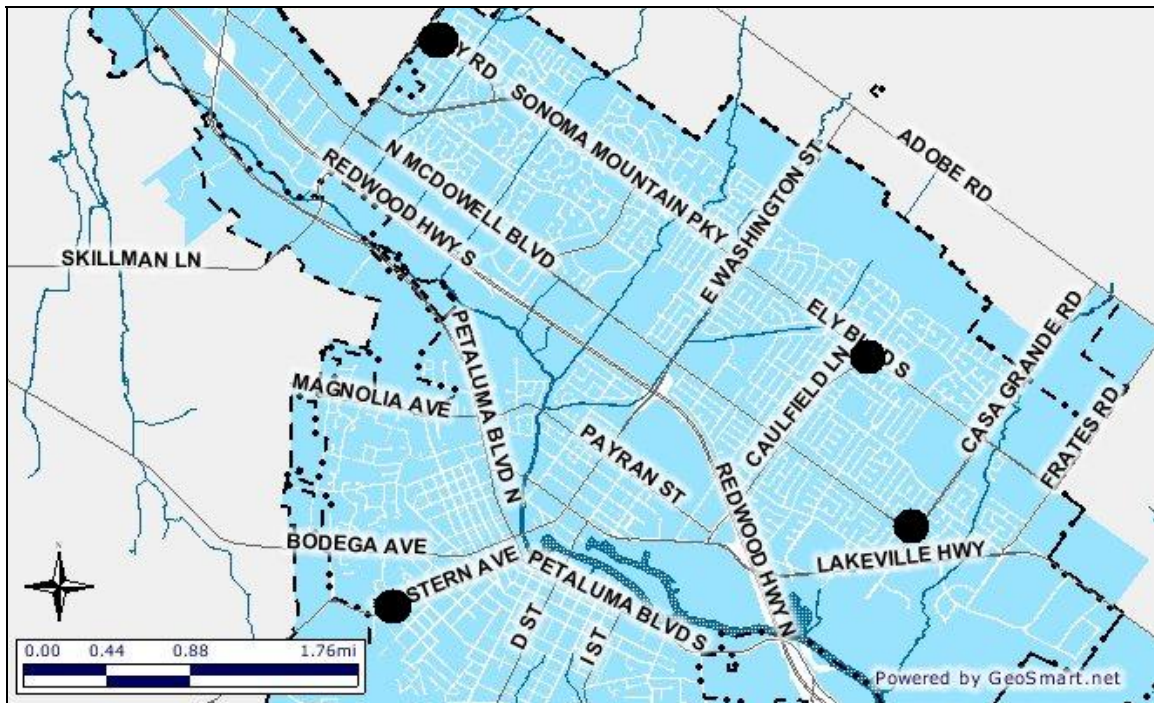 Y RD
SONOMA MOUNTAIN PKY
ADOBE RD
N MCDOWELL BLVD
REDWOOD HWY S
E WASHINGTON ST
SKILLMAN LN
ELY BLVD S
CASA GRANDE RD
PETALUMA BLVD N
CAULFIELD LN
FRATES RD
MAGNOLIA AVE
PAYRAN ST
REDWOOD HWY N
BODEGA AVE
LAKEVILLE HWY
STERN AVE
PETALUMA BLVD S
D ST
I ST
N
0.00 0.44 0.88 1.76mi
Powered by GeoSmart.net